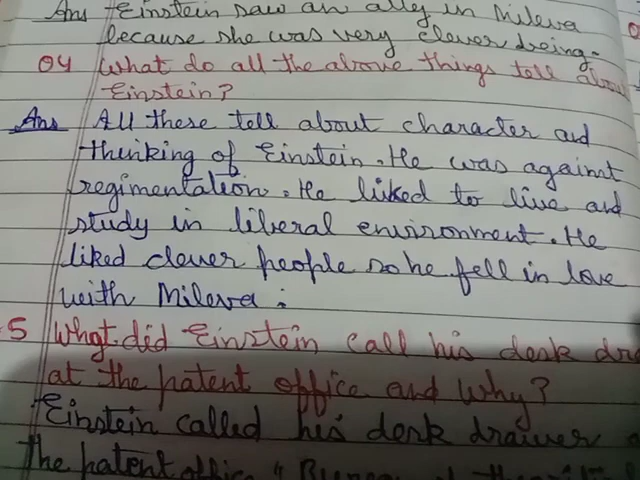 Ans Einstein saw an ally in Mileva
because she was very clever being.
Q4 What do all the above things tell about
Einstein?
Ans All these tell about character and
thinking of Einstein. He was against
regimentation. He liked to live and
study in liberal environment. He
liked clever people so he fell in love
with Mileva.
5 What did Einstein call his desk
at the patent office and Why?
Einstein called his desk drawer
the patent office "Bureau of